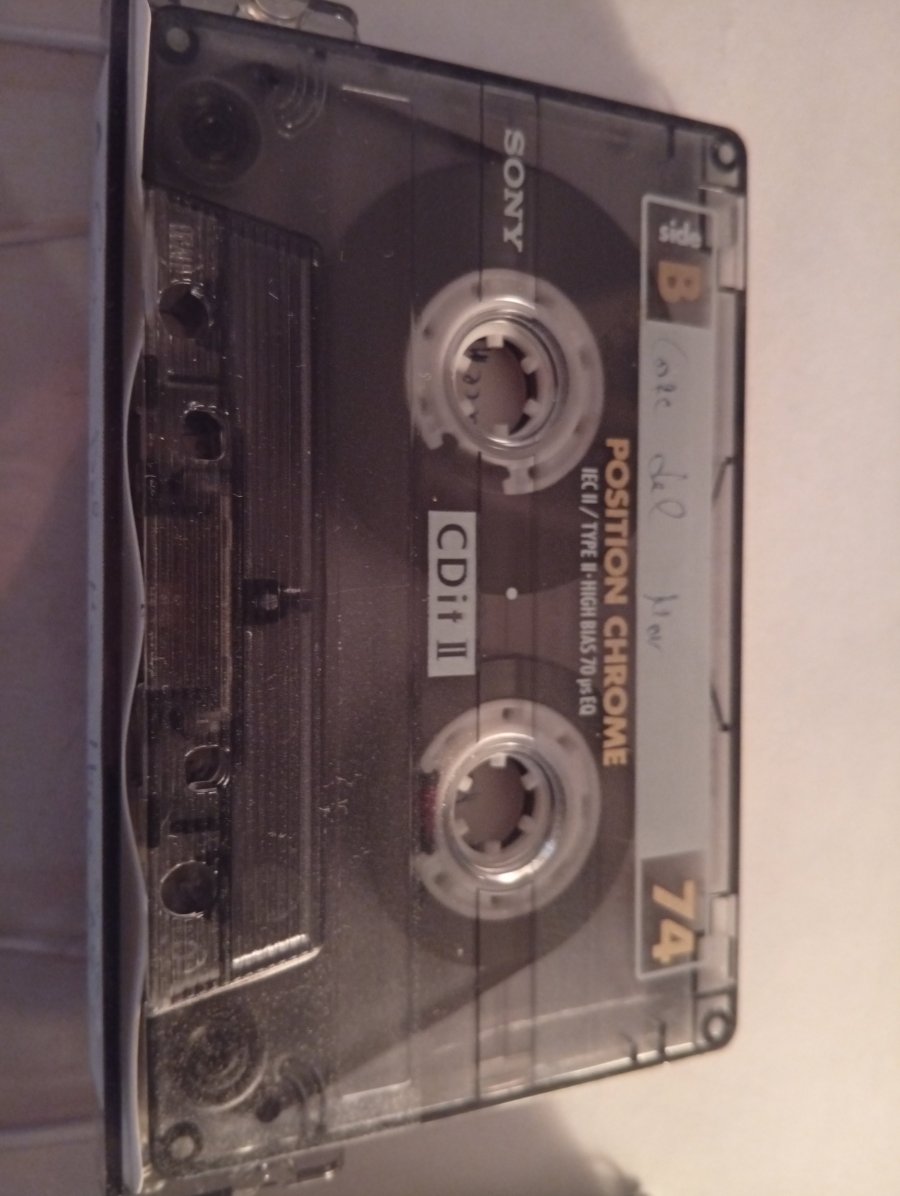 side B Café del Mar 74
POSITION CHROME
IEC II / TYPE II • HIGH BIAS 70 μs EQ
SONY
CDit II